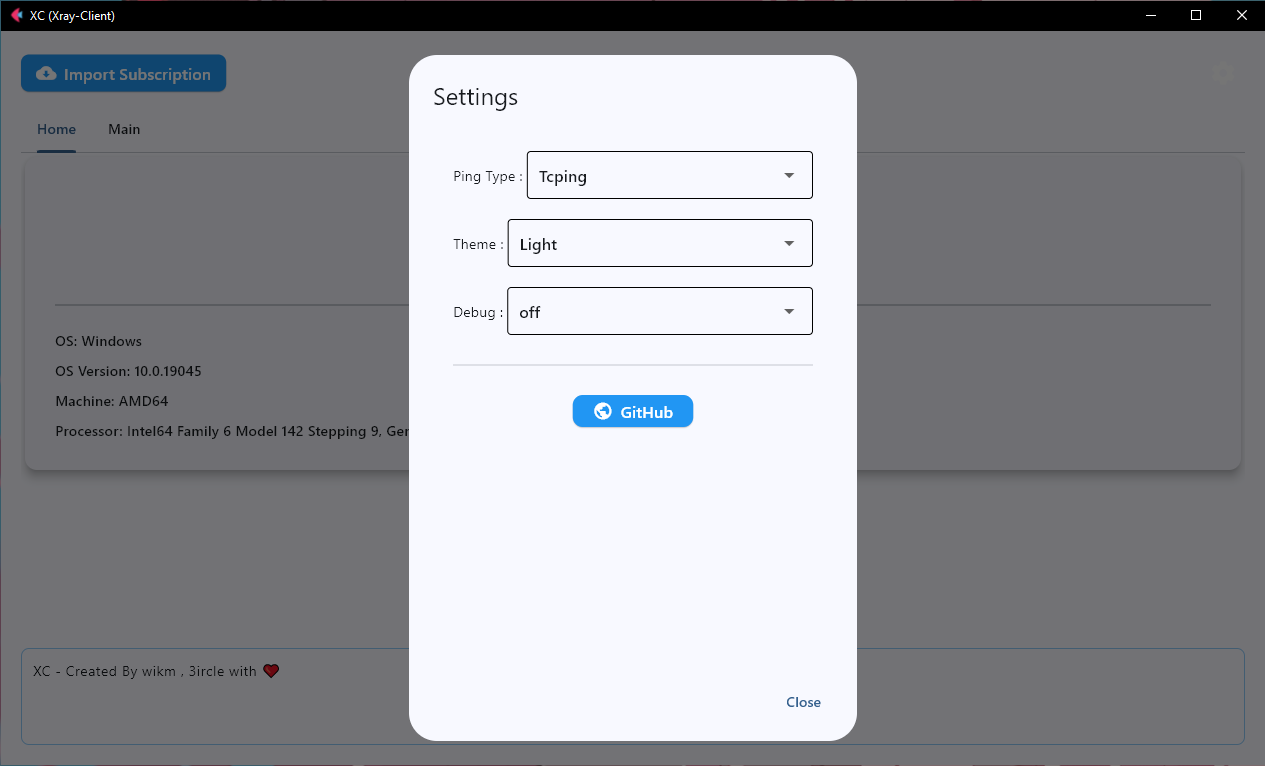 XC (Xray-Client)
Import Subscription
Home Main
Settings
Ping Type : Tcping
Theme : Light
Debug : off
GitHub
Close
OS: Windows
OS Version: 10.0.19045
Machine: AMD64
Processor: Intel64 Family 6 Model 142 Stepping 9,
XC - Created By wikm , 3ircle with ❤